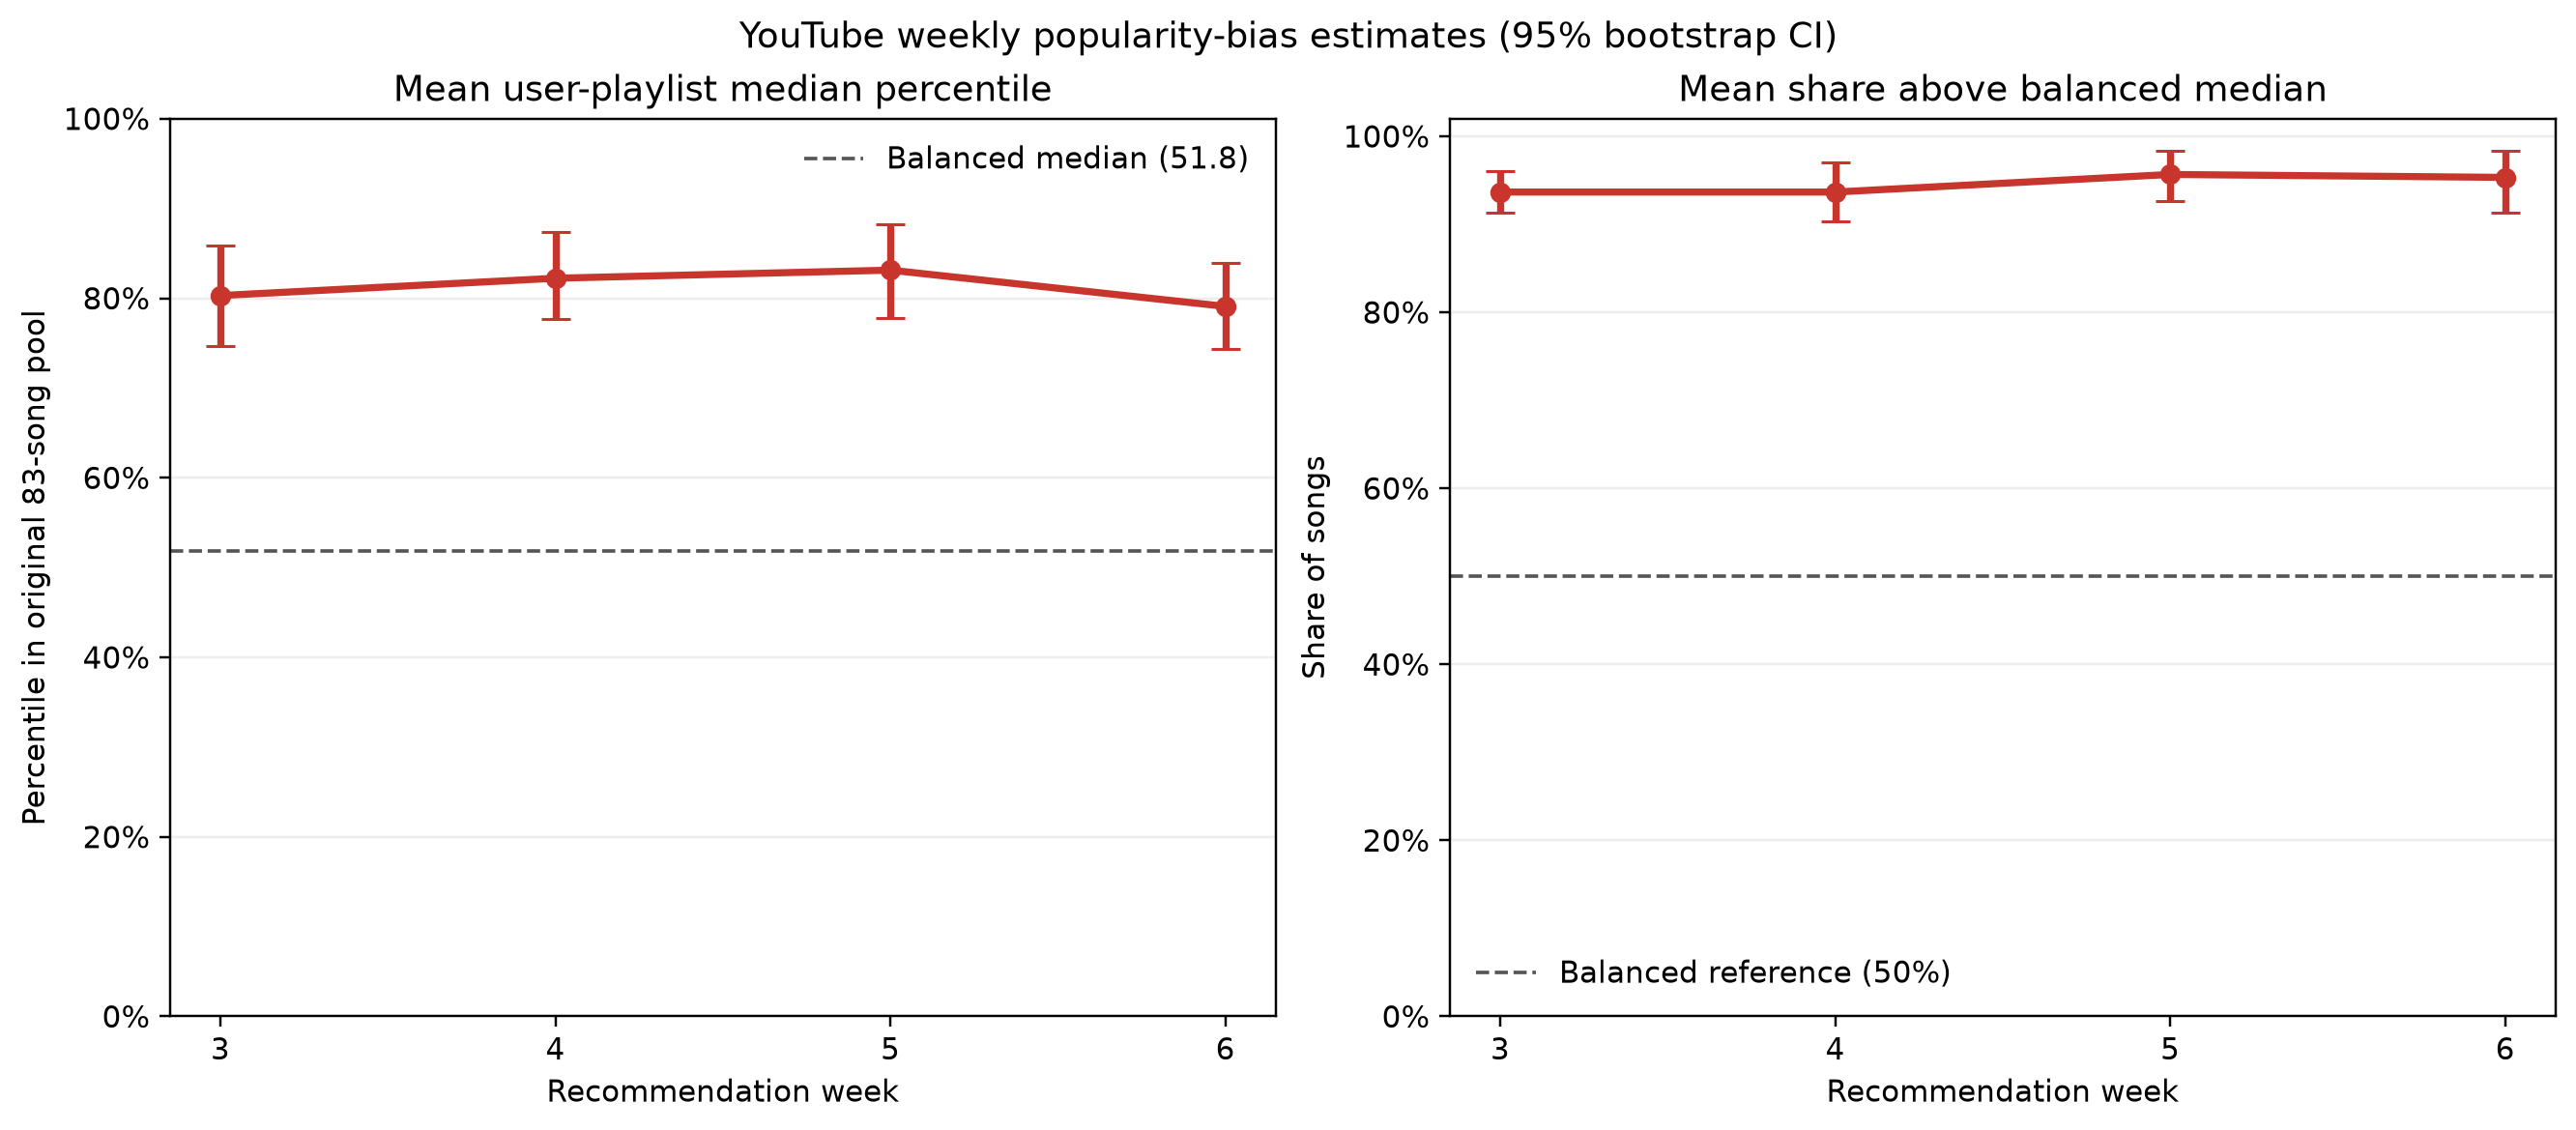 YouTube weekly popularity-bias estimates (95% bootstrap CI)
Mean user-playlist median percentile
Percentile in original 83-song pool
100%
80%
60%
40%
20%
0%
Balanced median (51.8)
3
4
5
6
Recommendation week
Mean share above balanced median
Share of songs
100%
80%
60%
40%
20%
0%
Balanced reference (50%)
3
4
5
6
Recommendation week